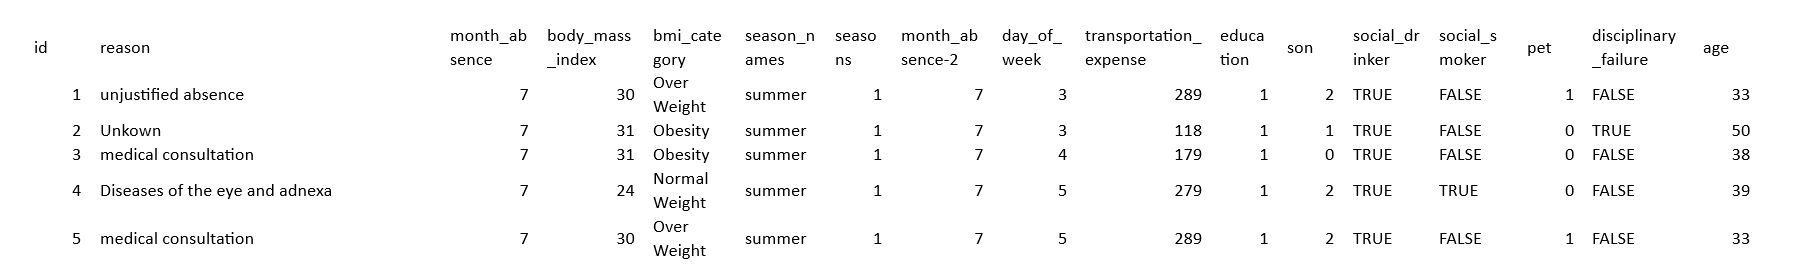 id reason month_ab sence body_mass _index bmi_cate gory season_n ames seaso ns month_ab sence-2 day_of_ week transportation_ expense educa tion son social_dr inker social_s moker pet disciplinary _failure age
1 unjustified absence 7 30 Over Weight summer 1 7 3 289 1 2 TRUE FALSE 1 FALSE 33
2 Unkown 7 31 Obesity summer 1 7 3 118 1 1 TRUE FALSE 0 TRUE 50
3 medical consultation 7 31 Obesity summer 1 7 4 179 1 0 TRUE FALSE 0 FALSE 38
4 Diseases of the eye and adnexa 7 24 Normal Weight summer 1 7 5 279 1 2 TRUE TRUE 0 FALSE 39
5 medical consultation 7 30 Over Weight summer 1 7 5 289 1 2 TRUE FALSE 1 FALSE 33